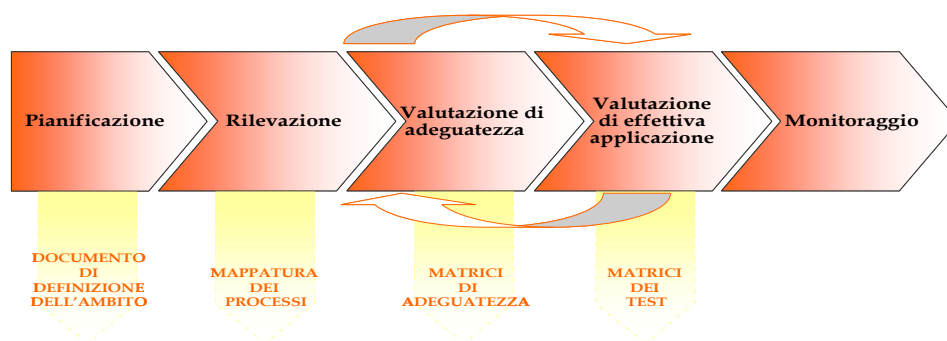 Pianificazione
Rilevazione
Valutazione di
adeguatezza
Valutazione
di effettiva
applicazione
Monitoraggio
DOCUMENTO
DI
DEFINIZIONE
DELL'AMBITO
MAPPATURA
DEI
PROCESSI
MATRICI
DI
ADEGUATEZZA
MATRICI
DEI
TEST